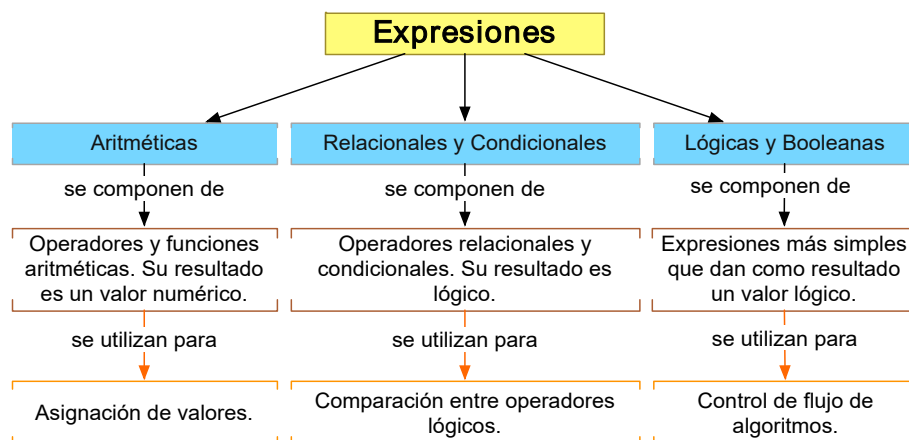 Expresiones
Aritméticas
Relacionales y Condicionales
Lógicas y Booleanas
se componen de
se componen de
se componen de
Operadores y funciones
aritméticas. Su resultado
es un valor numérico.
Operadores relacionales y
condicionales. Su resultado es
lógico.
Expresiones más simples
que dan como resultado
un valor lógico.
se utilizan para
se utilizan para
se utilizan para
Asignación de valores.
Comparación entre operadores
lógicos.
Control de flujo de
algoritmos.